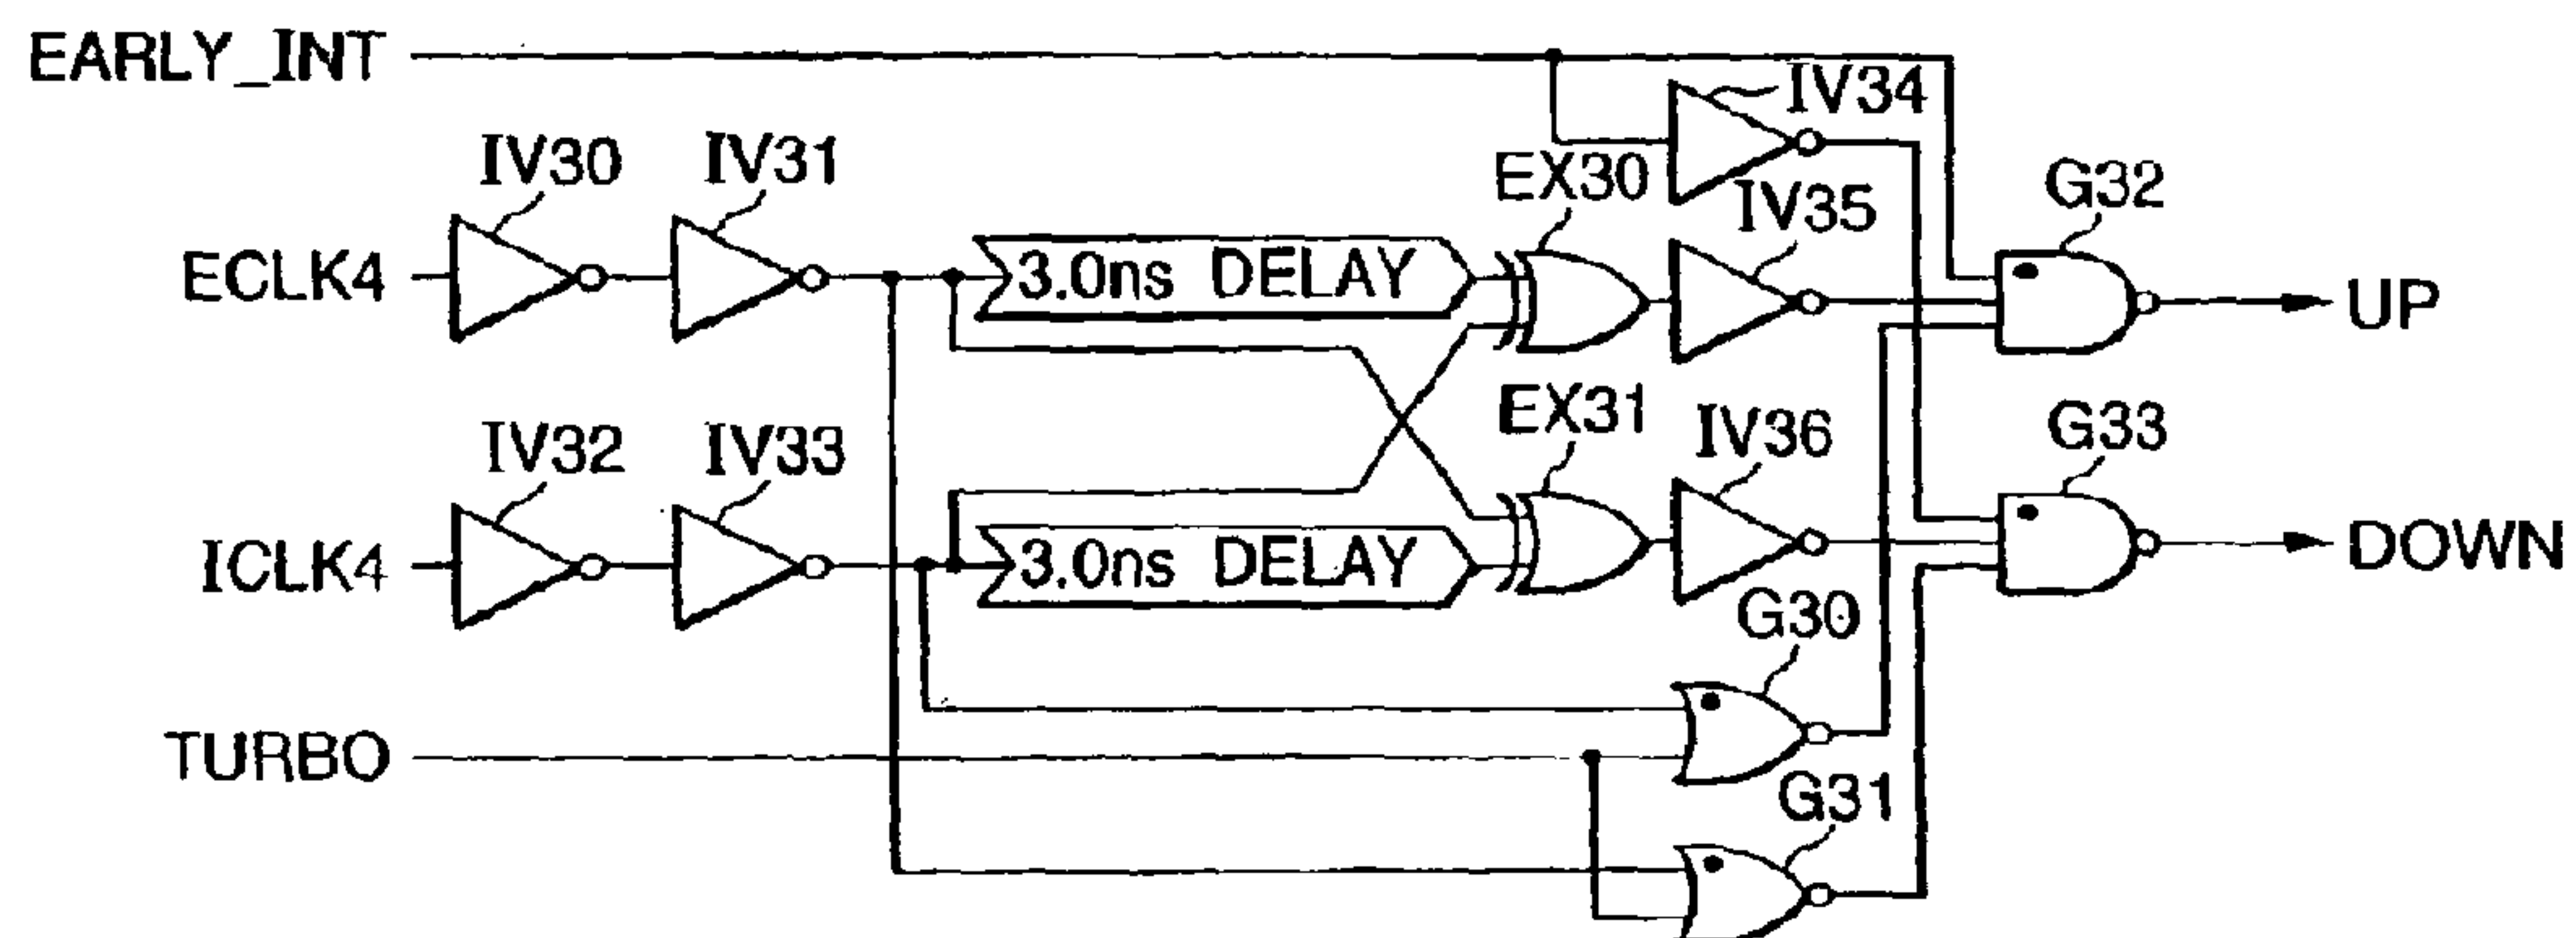 EARLY_INT
IV34
IV30
IV31
EX30
IV35
G32
ECLK4
3.0ns DELAY
UP
EX31
IV36
G33
IV32
IV33
ICLK4
3.0ns DELAY
DOWN
G30
TURBO
G31